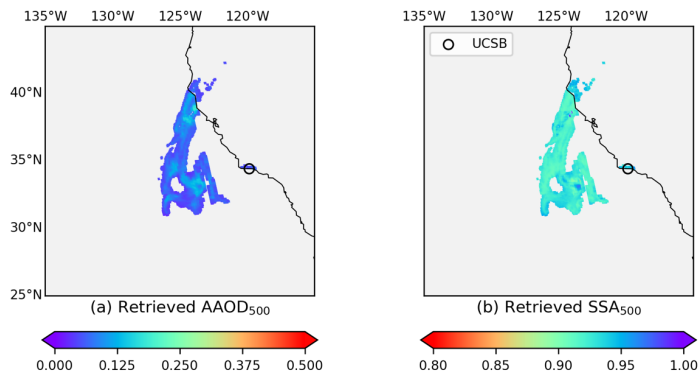 135°W 130°W 125°W 120°W
135°W 130°W 125°W 120°W
UCSB
40°N
35°N
30°N
25°N
(a) Retrieved AAOD₅₀₀
(b) Retrieved SSA₅₀₀
0.000 0.125 0.250 0.375 0.500
0.80 0.85 0.90 0.95 1.00